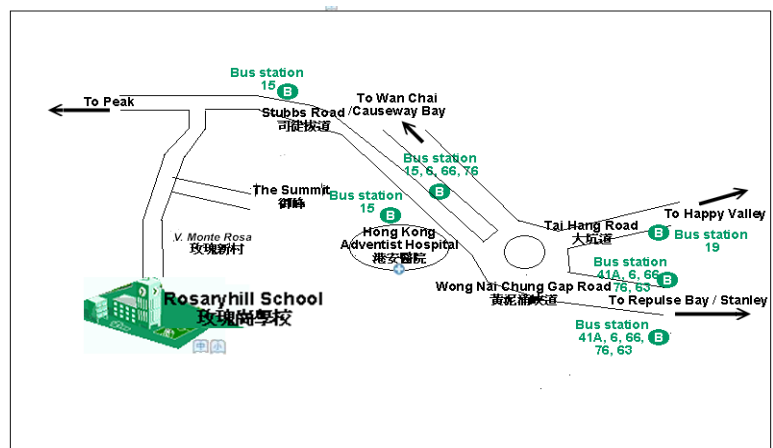 Bus station
15
B
To Peak
To Wan Chai
/Causeway Bay
Stubbs Road
司徒拔道
Bus station
15, 6, 66, 76
B
The Summit
御峰
Bus station
15
B
To Happy Valley
Tai Hang Road
大坑道
B
Bus station
19
V. Monte Rosa
玫瑰新村
Hong Kong
Adventist Hospital
港安醫院
Bus station
41A, 6, 66,
76, 63
B
Wong Nai Chung Gap Road
黃泥涌峽道
Rosaryhill School
玫瑰崗學校
To Repulse Bay / Stanley
Bus station
41A, 6, 66,
76, 63
B
中 小